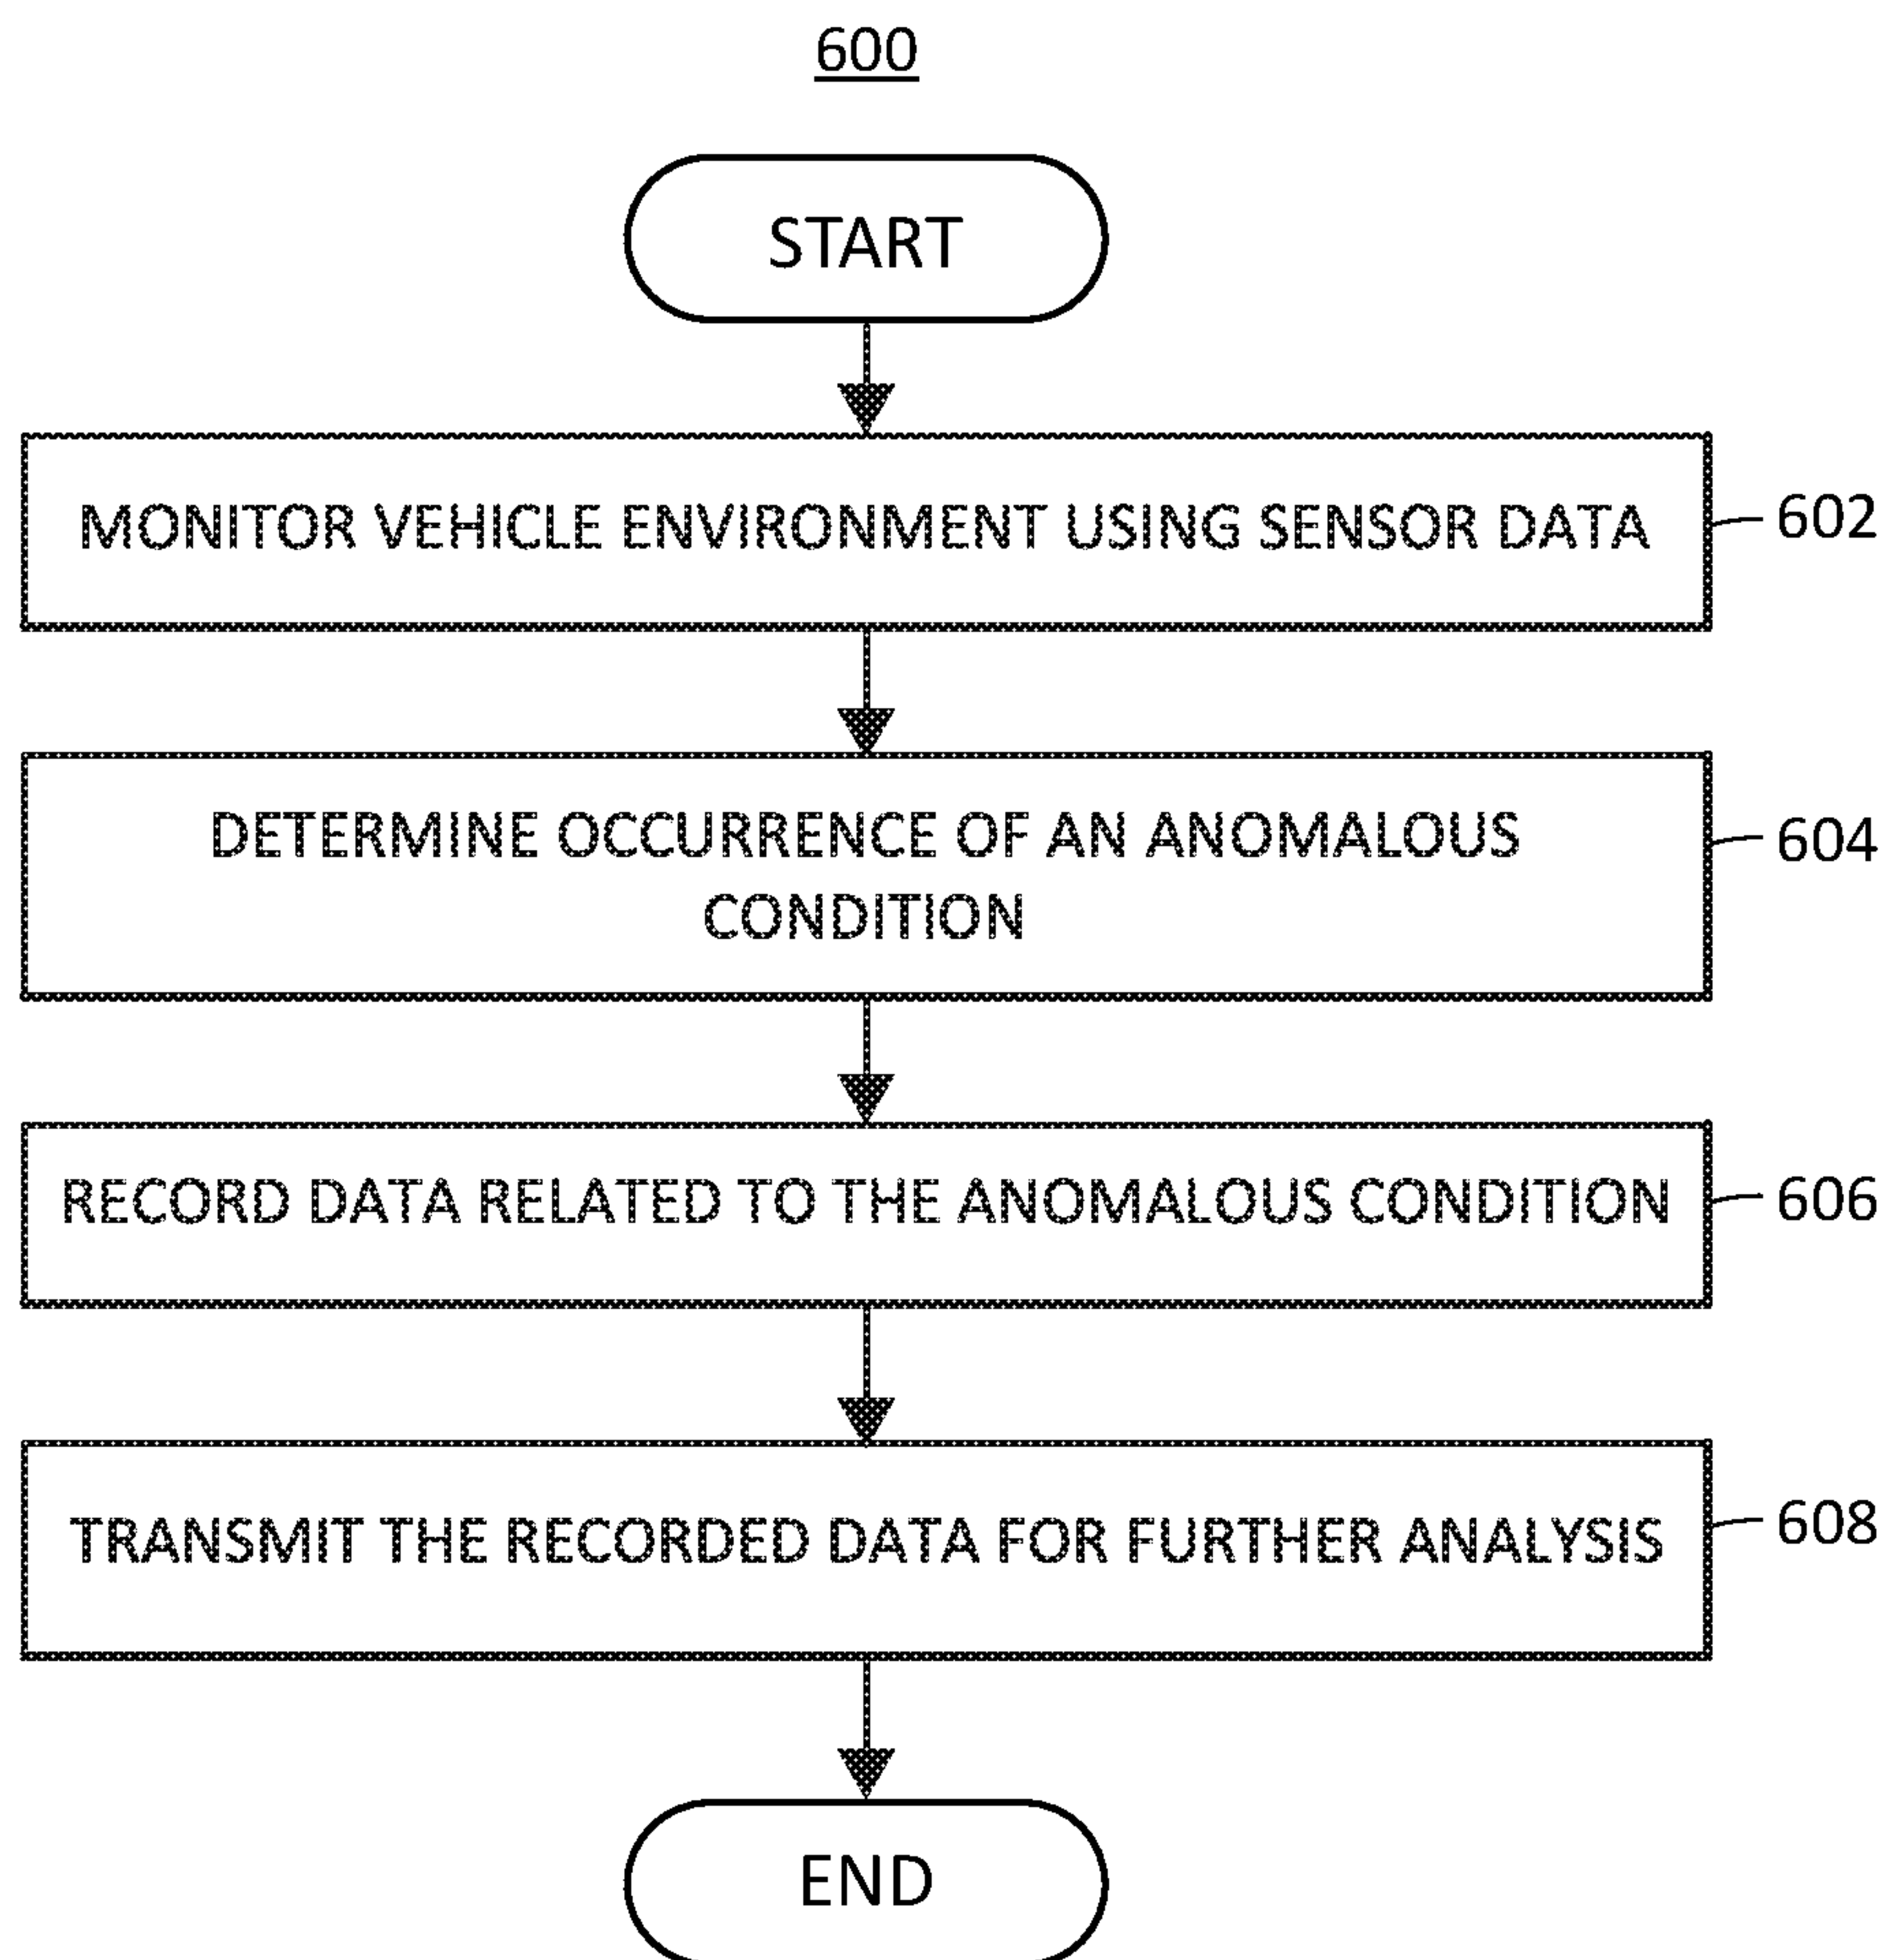 600
START
MONITOR VEHICLE ENVIRONMENT USING SENSOR DATA
602
DETERMINE OCCURRENCE OF AN ANOMALOUS
CONDITION
604
RECORD DATA RELATED TO THE ANOMALOUS CONDITION
606
TRANSMIT THE RECORDED DATA FOR FURTHER ANALYSIS
608
END